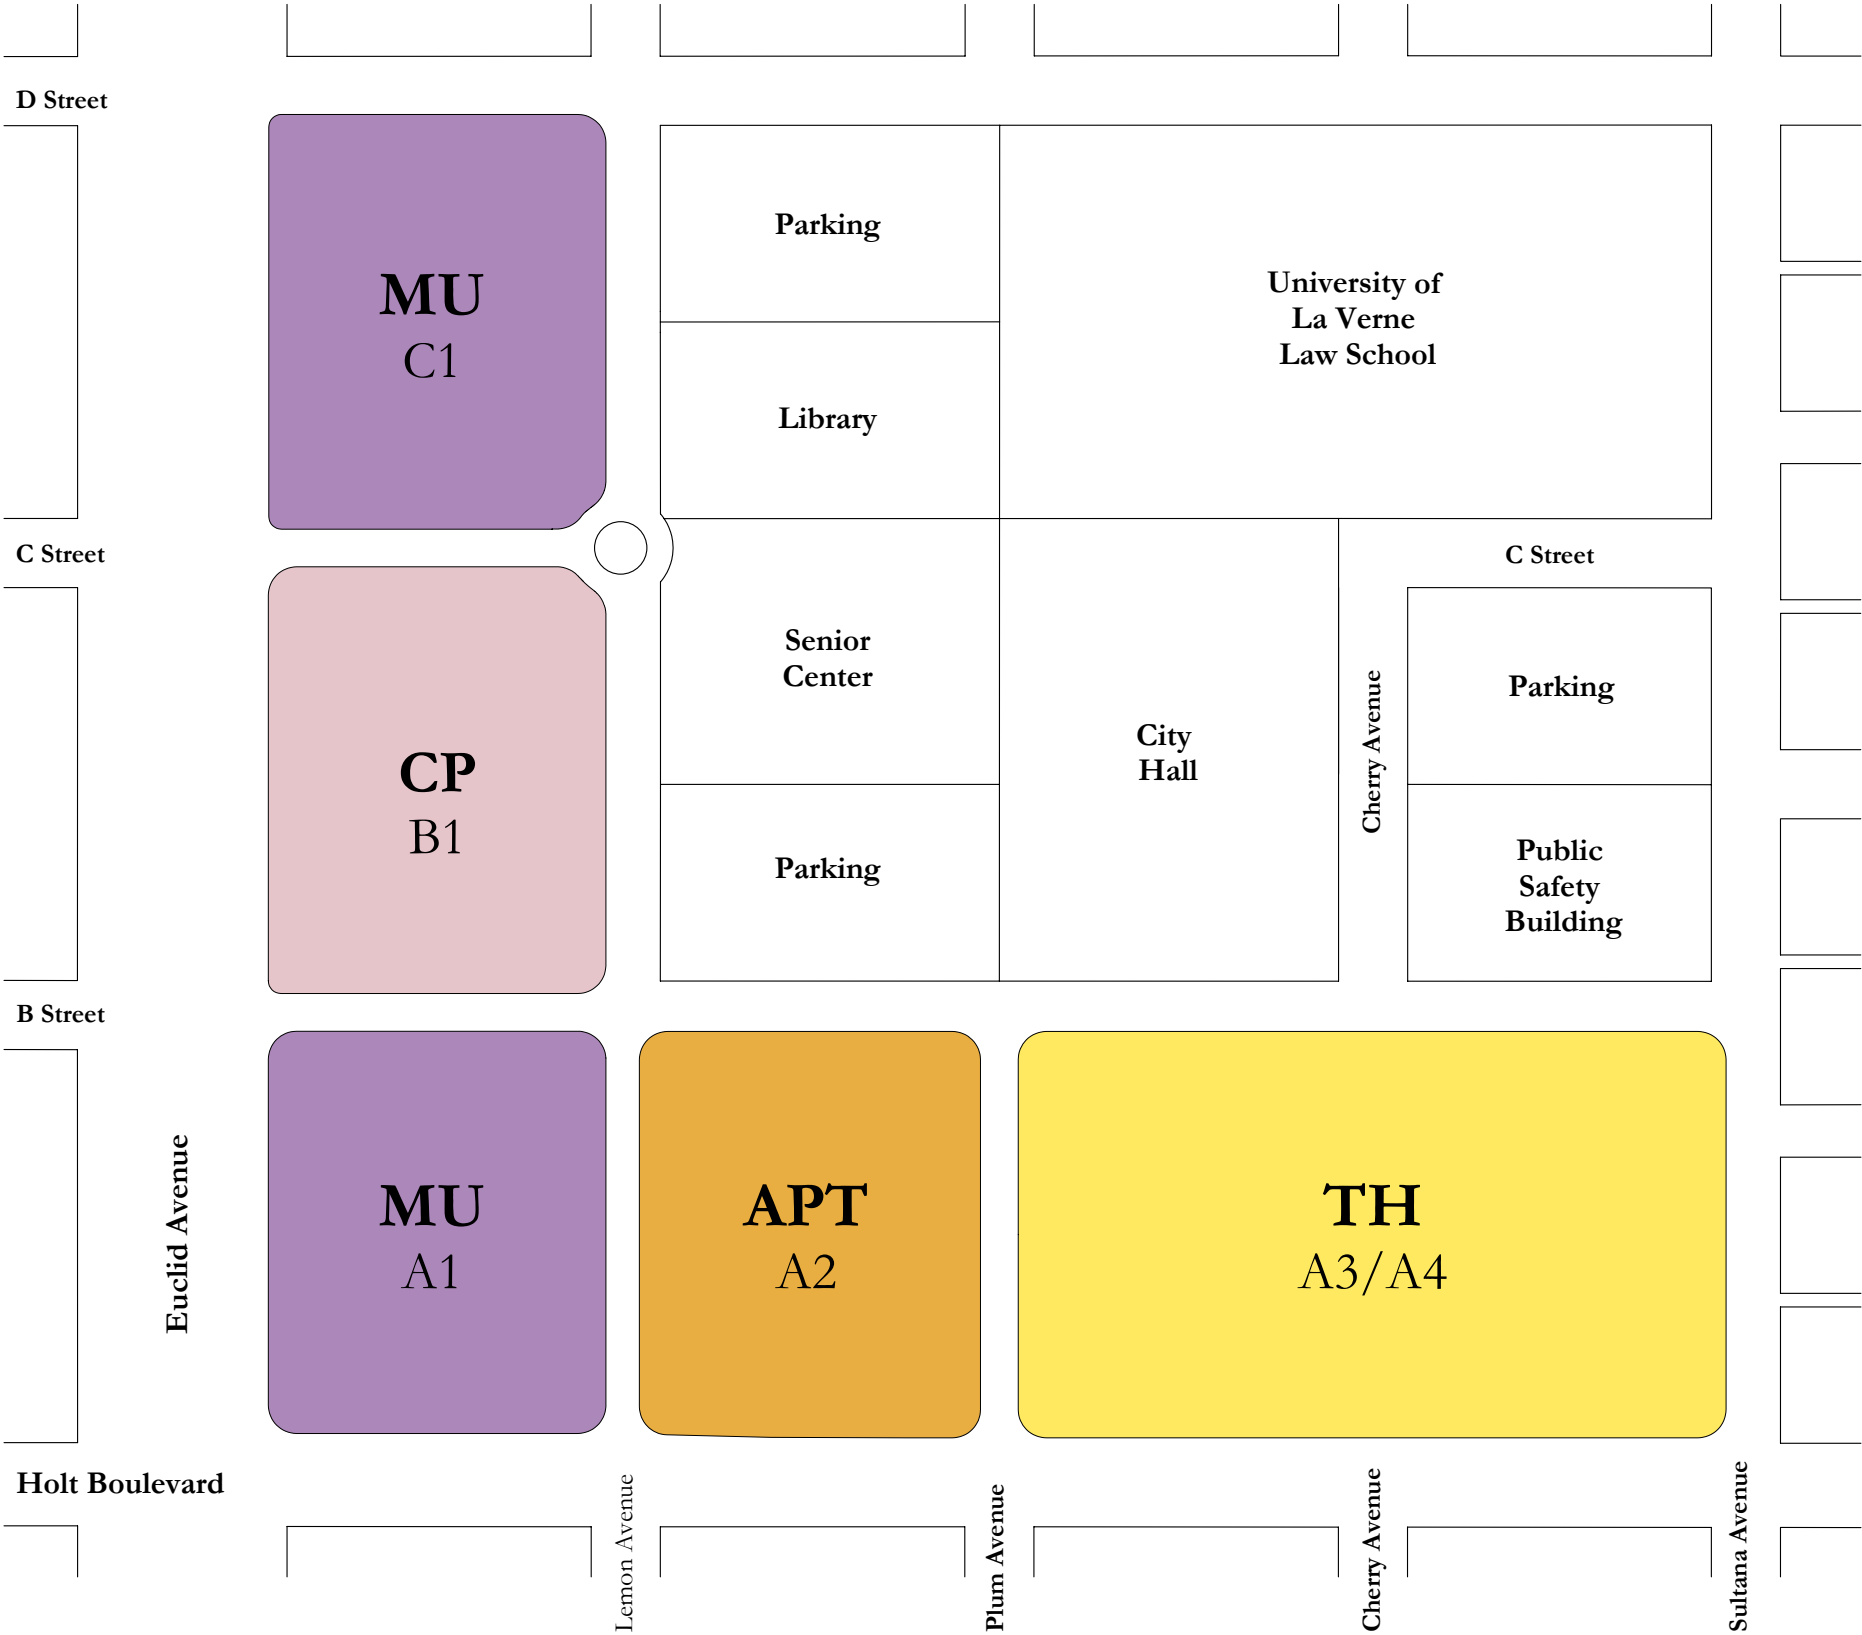 D Street
MU
C1
Parking
University of
La Verne
Law School
Library
C Street
C Street
Senior
Center
City
Hall
Cherry Avenue
Parking
CP
B1
Parking
Public
Safety
Building
B Street
Euclid Avenue
MU
A1
APT
A2
TH
A3/A4
Holt Boulevard
Lemon Avenue
Plum Avenue
Cherry Avenue
Sultana Avenue